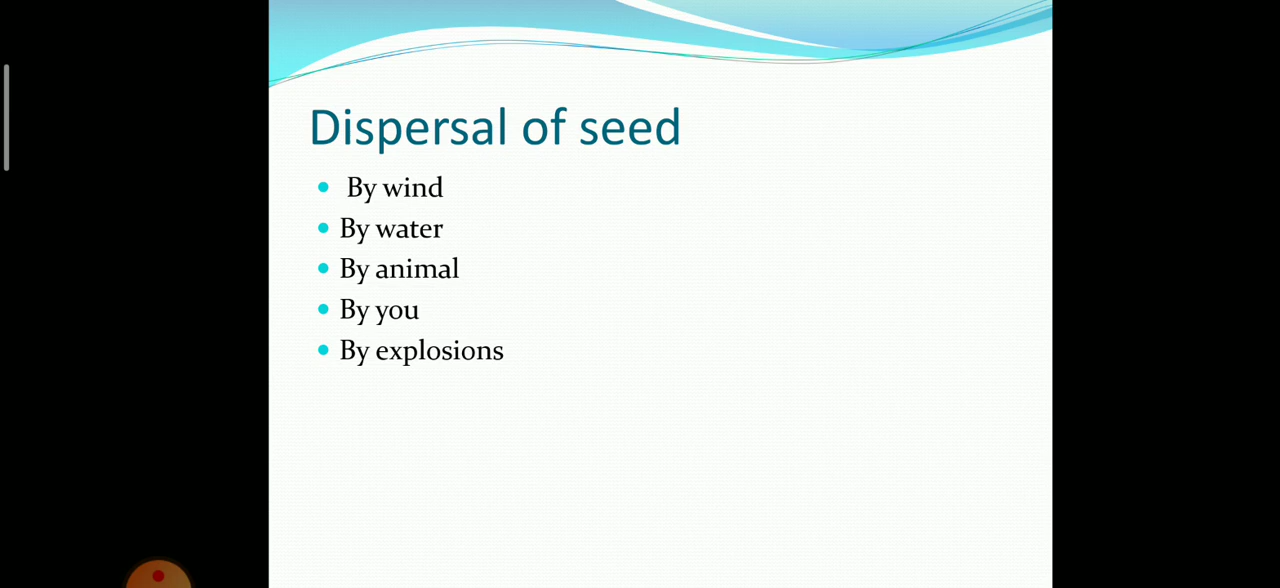 Dispersal of seed
By wind
By water
By animal
By you
By explosions